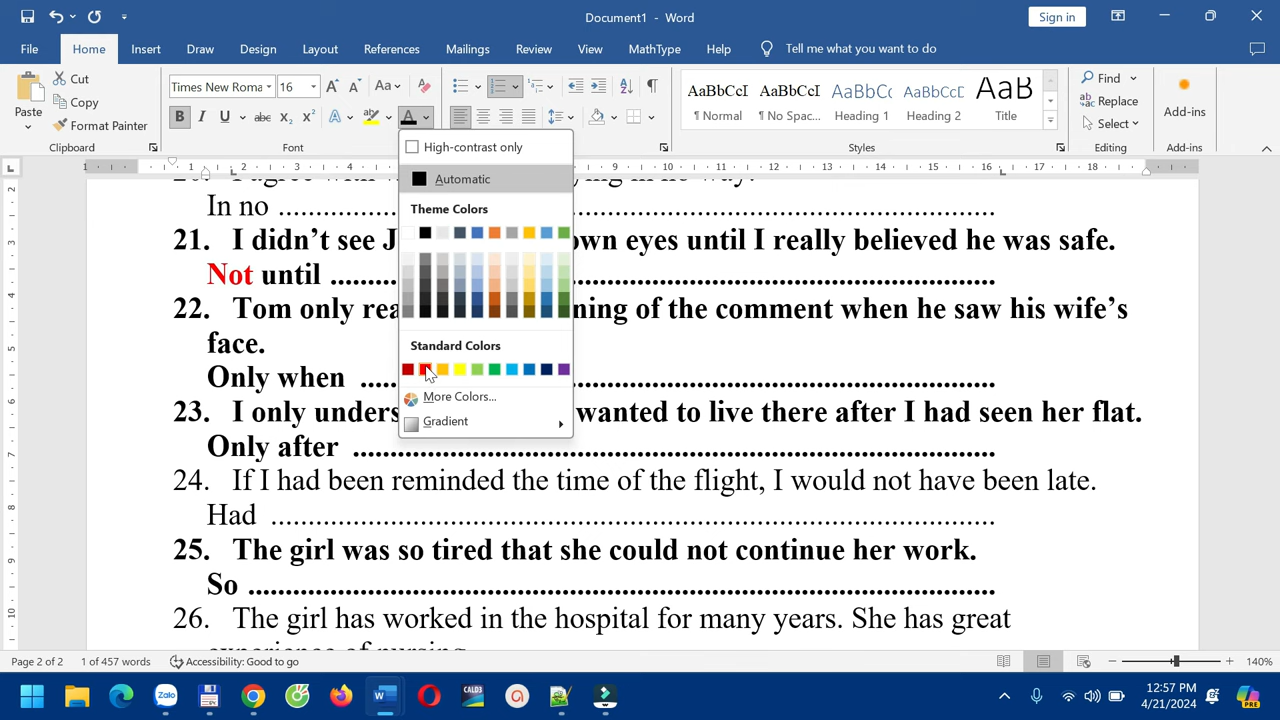 Document1 - Word
Sign in
File Home Insert Draw Design Layout References Mailings Review View MathType Help Tell me what you want to do
Paste
Cut
Copy
Format Painter
Clipboard
Times New Roma 16
Font
AaBbCcI AaBbCcI AaBbCcI AaBbCcI AaB
¶ Normal ¶ No Spac... Heading 1 Heading 2 Title
Styles
Find
Replace
Select
Editing
Add-ins
Add-ins
High-contrast only
Automatic
Theme Colors
Standard Colors
More Colors...
Gradient
In no ................................................................
21. I didn’t see J own eyes until I really believed he was safe.
Not until ................................................................
22. Tom only rea ning of the comment when he saw his wife’s
face.
Only when ................................................................
23. I only unders wanted to live there after I had seen her flat.
Only after ................................................................
24. If I had been reminded the time of the flight, I would not have been late.
Had ................................................................
25. The girl was so tired that she could not continue her work.
So ................................................................
26. The girl has worked in the hospital for many years. She has great
experience of nursing
Page 2 of 2 1 of 457 words Accessibility: Good to go 140%
Zalo CALD3
12:57 PM
4/21/2024
PRE